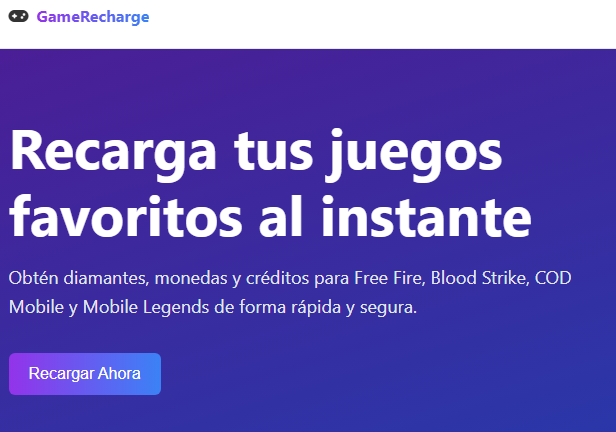 GameRecharge
Recarga tus juegos
favoritos al instante
Obtén diamantes, monedas y créditos para Free Fire, Blood Strike, COD
Mobile y Mobile Legends de forma rápida y segura.
Recargar Ahora